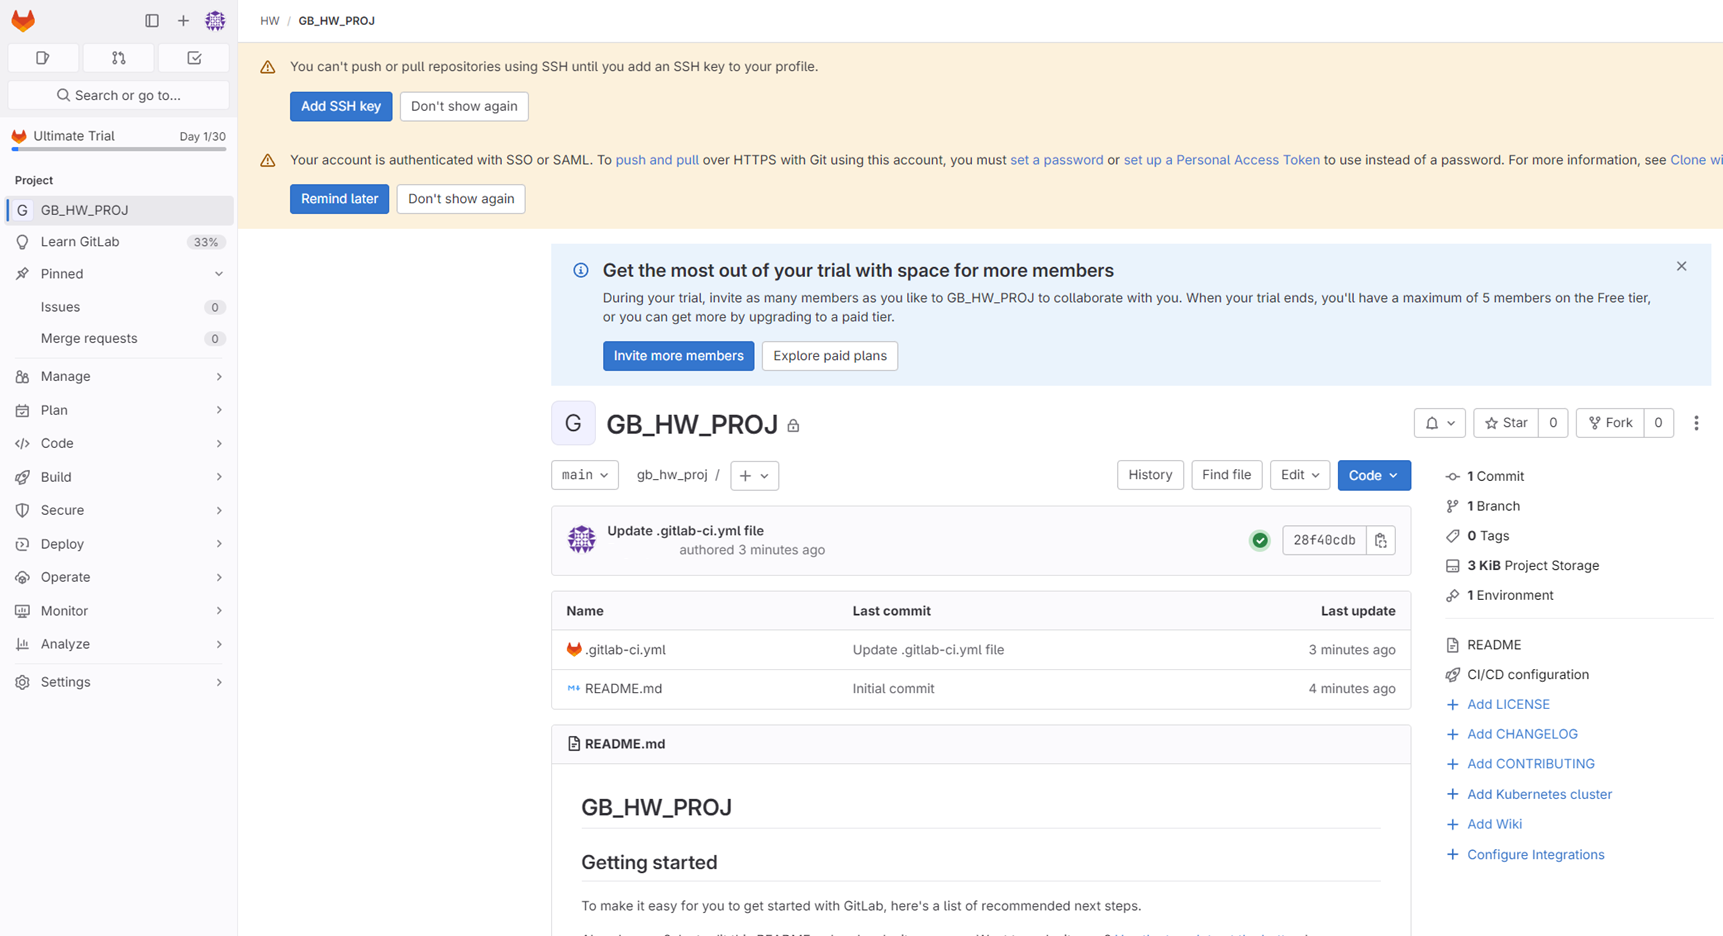 HW / GB_HW_PROJ
Search or go to...
Ultimate Trial Day 1/30
Project
G GB_HW_PROJ
Learn GitLab 33%
Pinned
Issues 0
Merge requests 0
Manage
Plan
Code
Build
Secure
Deploy
Operate
Monitor
Analyze
Settings
You can't push or pull repositories using SSH until you add an SSH key to your profile.
Add SSH key Don't show again
Your account is authenticated with SSO or SAML. To push and pull over HTTPS with Git using this account, you must set a password or set up a Personal Access Token to use instead of a password. For more information, see Clone wi
Remind later Don't show again
Get the most out of your trial with space for more members
During your trial, invite as many members as you like to GB_HW_PROJ to collaborate with you. When your trial ends, you'll have a maximum of 5 members on the Free tier,
or you can get more by upgrading to a paid tier.
Invite more members Explore paid plans
G GB_HW_PROJ
Star 0 Fork 0
main gb_hw_proj / +
History Find file Edit Code
Update .gitlab-ci.yml file
authored 3 minutes ago
28f40cdb
Name Last commit Last update
.gitlab-ci.yml Update .gitlab-ci.yml file 3 minutes ago
README.md Initial commit 4 minutes ago
README.md
GB_HW_PROJ
Getting started
To make it easy for you to get started with GitLab, here's a list of recommended next steps.
1 Commit
1 Branch
0 Tags
3 KiB Project Storage
1 Environment
README
CI/CD configuration
+ Add LICENSE
+ Add CHANGELOG
+ Add CONTRIBUTING
+ Add Kubernetes cluster
+ Add Wiki
+ Configure Integrations